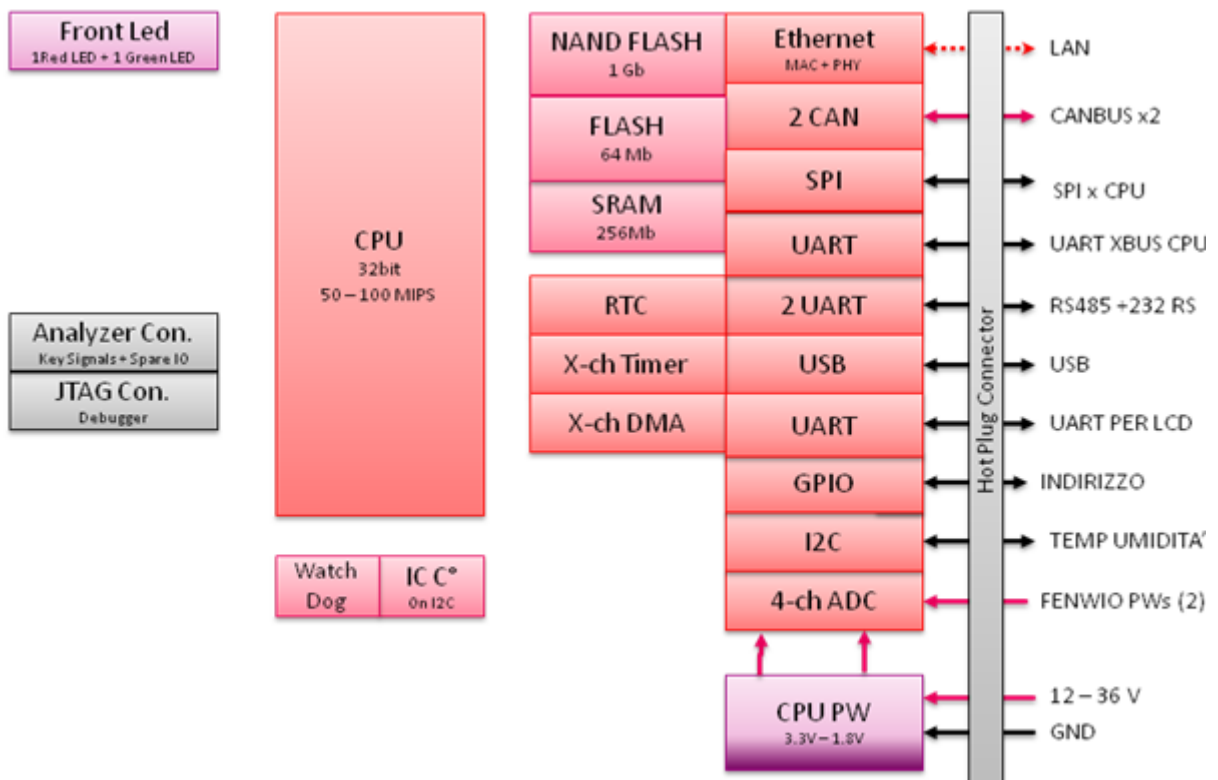 Front Led
1Red LED + 1 Green LED
CPU
32bit
50 – 100 MIPS
NAND FLASH
1 Gb
FLASH
64 Mb
SRAM
256Mb
RTC
X-ch Timer
X-ch DMA
Ethernet
MAC + PHY
2 CAN
SPI
UART
2 UART
USB
UART
GPIO
I2C
4-ch ADC
CPU PW
3.3V – 1.8V
Hot Plug Connector
LAN
CANBUS x2
SPI x CPU
UART XBUS CPU
RS485 +232 RS
USB
UART PER LCD
INDIRIZZO
TEMP UMIDITA’
FENWIO PWs (2)
12 – 36 V
GND
Analyzer Con.
Key Signals + Spare IO
JTAG Con.
Debugger
Watch
Dog
IC C°
On I2C